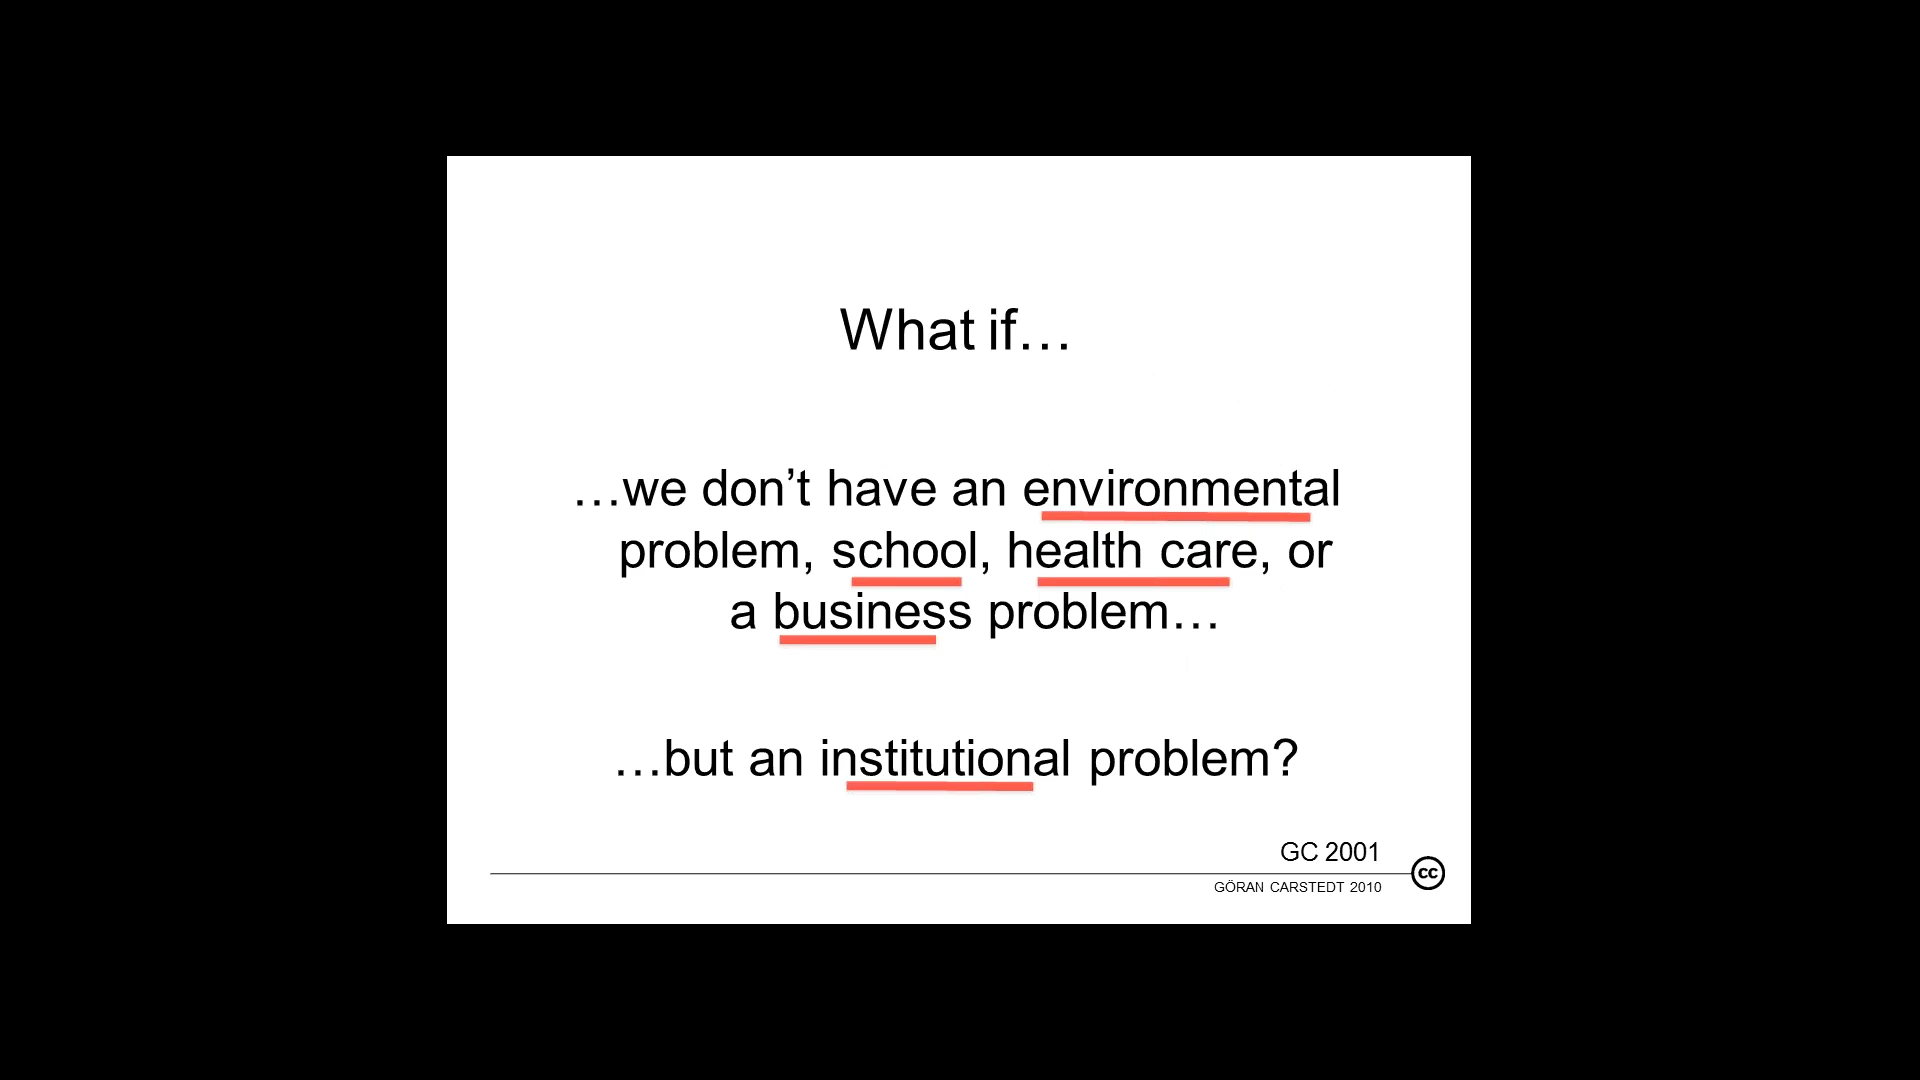 What if…
…we don’t have an environmental
problem, school, health care, or
a business problem…
…but an institutional problem?
GC 2001
cc
GÖRAN CARSTEDT 2010